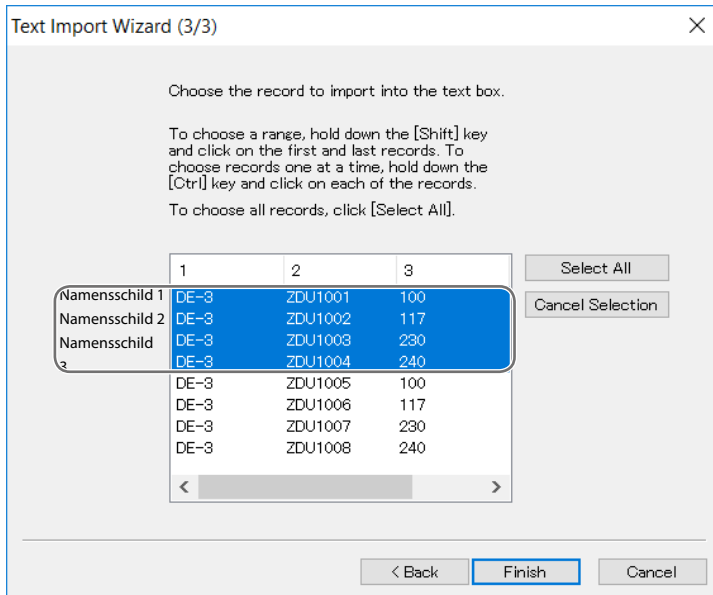 Text Import Wizard (3/3)
Choose the record to import into the text box.
To choose a range, hold down the [Shift] key
and click on the first and last records. To
choose records one at a time, hold down the
[Ctrl] key and click on each of the records.
To choose all records, click [Select All].
1 2 3
Namensschild 1 DE-3 ZDU1001 100
Namensschild 2 DE-3 ZDU1002 117
Namensschild DE-3 ZDU1003 230
3 DE-3 ZDU1004 240
DE-3 ZDU1005 100
DE-3 ZDU1006 117
DE-3 ZDU1007 230
DE-3 ZDU1008 240
Select All
Cancel Selection
< Back Finish Cancel